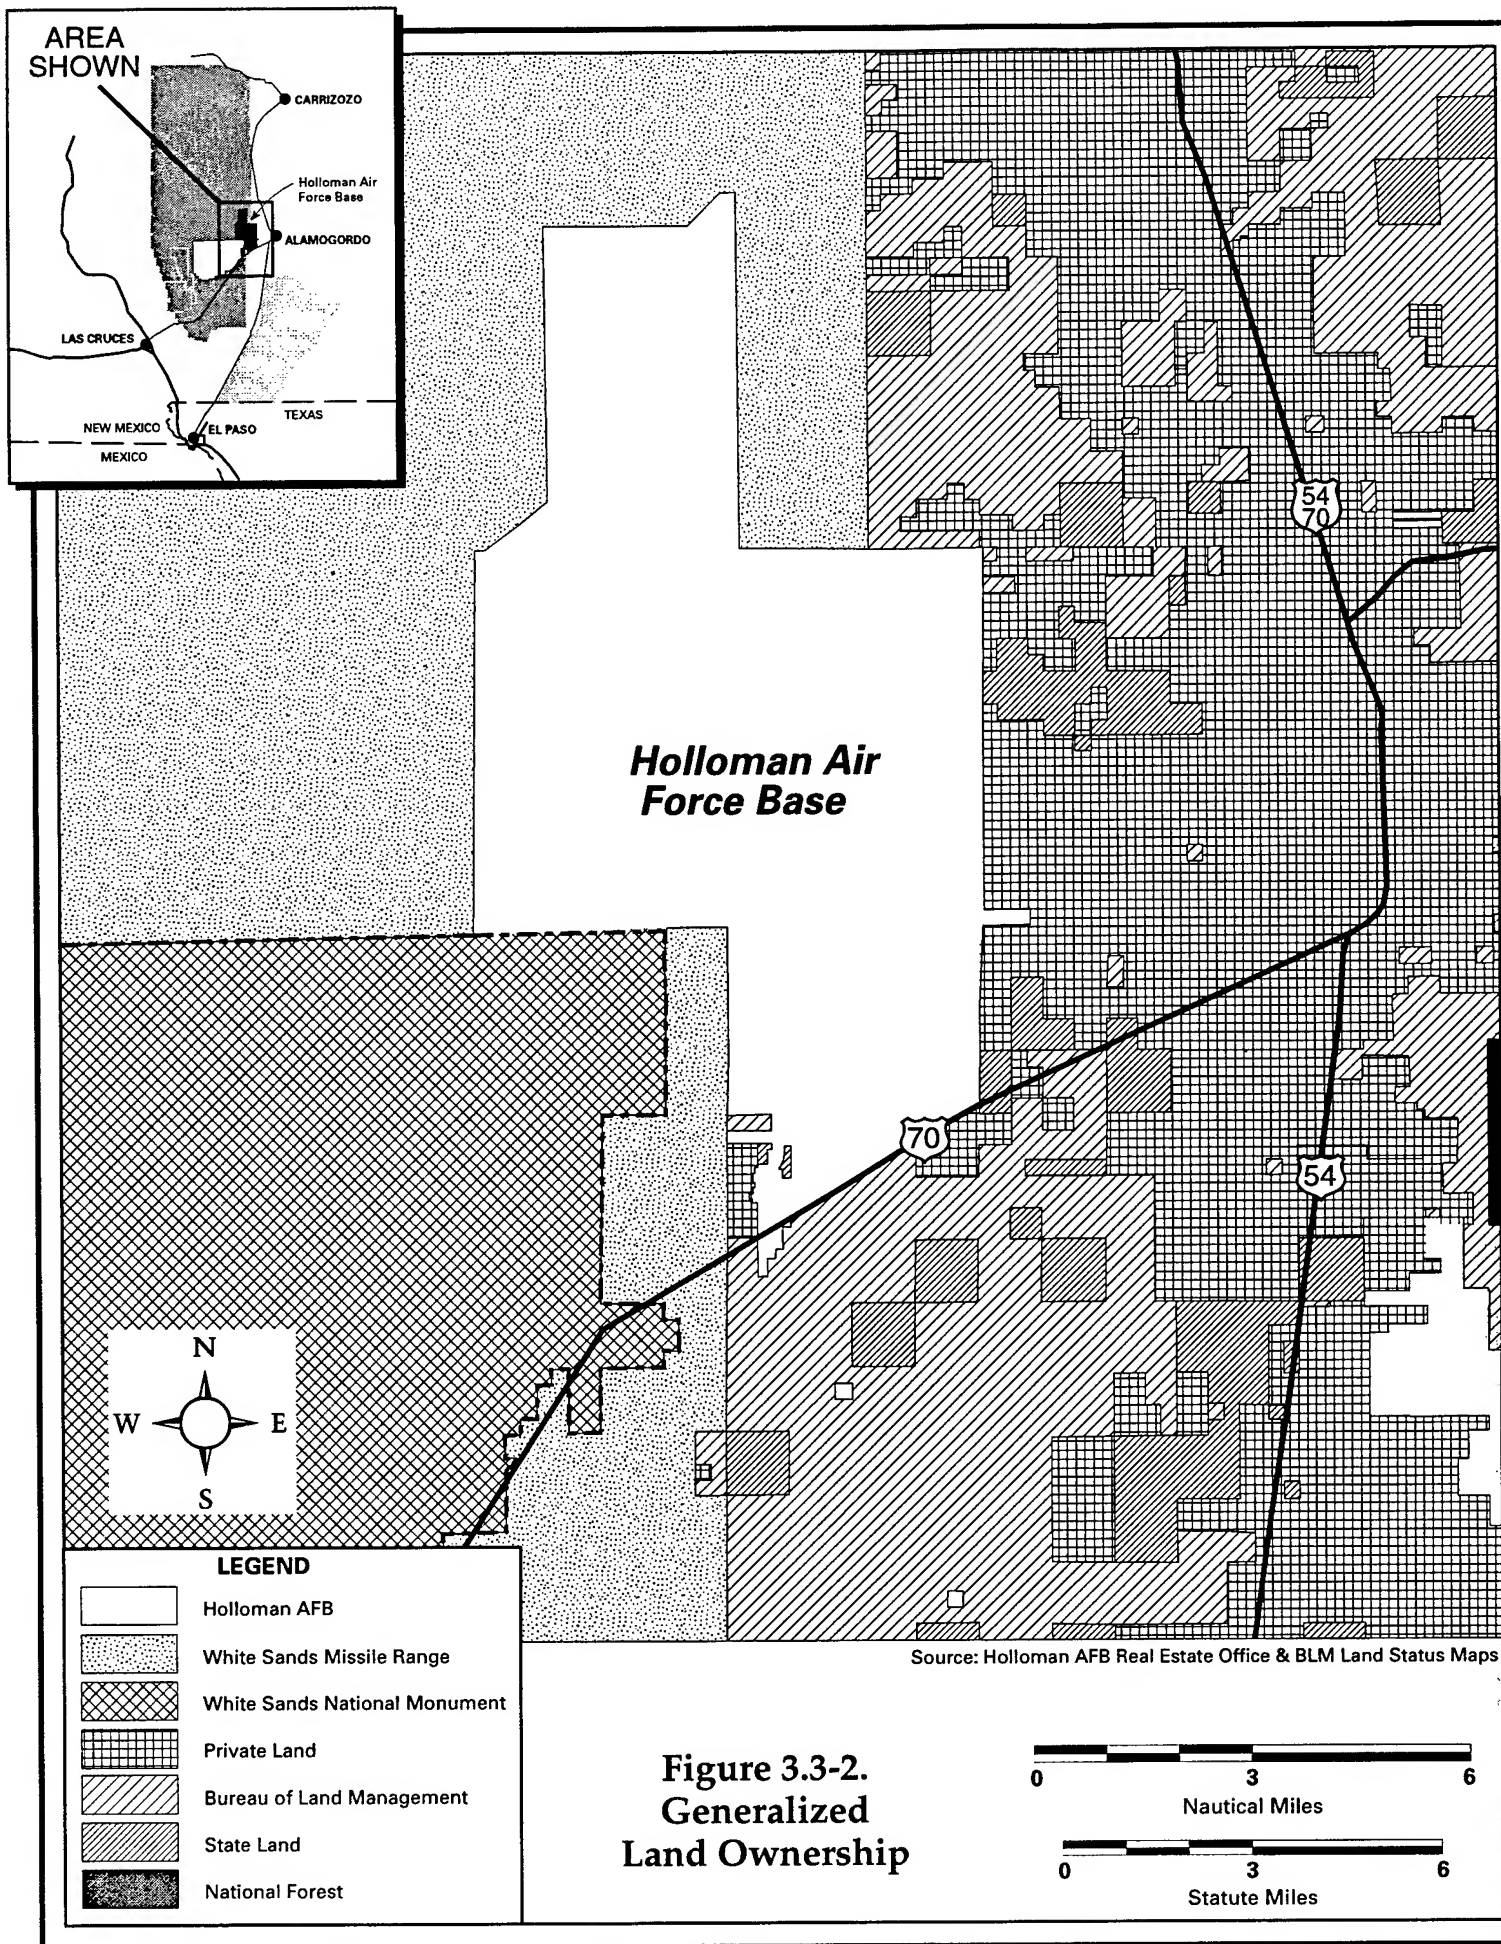 AREA
SHOWN
CARRIZOZO
Holloman Air
Force Base
ALAMOGORDO
LAS CRUCES
TEXAS
NEW MEXICO
EL PASO
MEXICO
54
70
Holloman Air
Force Base
70
54
N
W
E
S
LEGEND
Holloman AFB
White Sands Missile Range
White Sands National Monument
Private Land
Bureau of Land Management
State Land
National Forest
Source: Holloman AFB Real Estate Office & BLM Land Status Maps
Figure 3.3-2.
Generalized
Land Ownership
0 3 6
Nautical Miles
0 3 6
Statute Miles